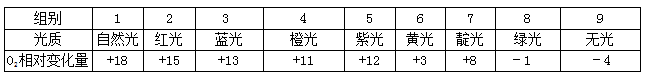 组别 1 2 3 4 5 6 7 8 9
光质 自然光 红光 蓝光 橙光 紫光 黄光 靛光 绿光 无光
O₂相对变化量 +18 +15 +13 +11 +12 +3 +8 －1 －4